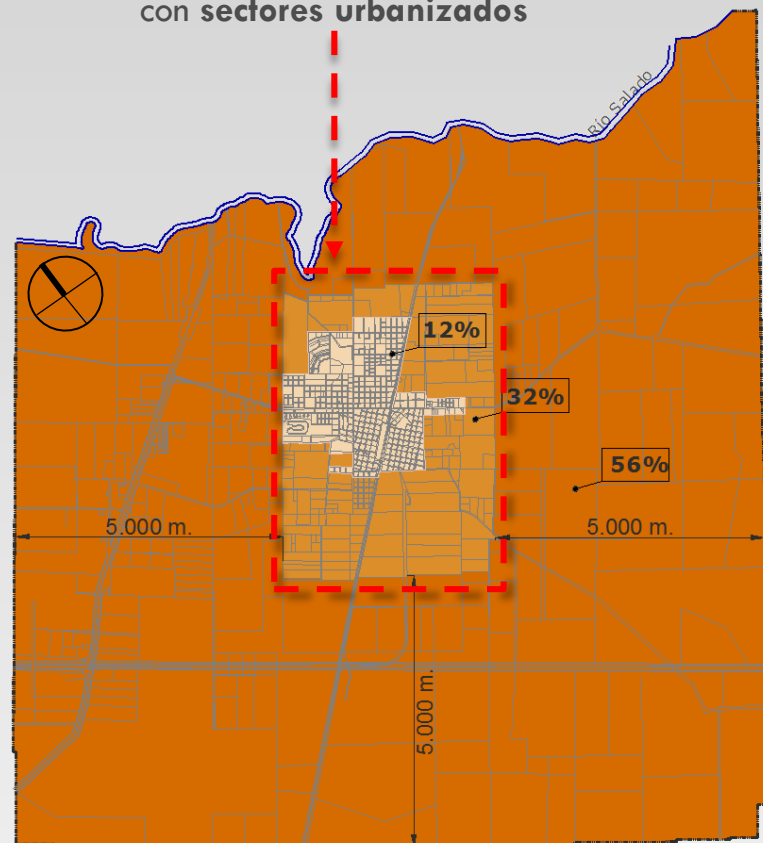 con sectores urbanizados
Río Salado
12%
32%
56%
5.000 m.
5.000 m.
5.000 m.